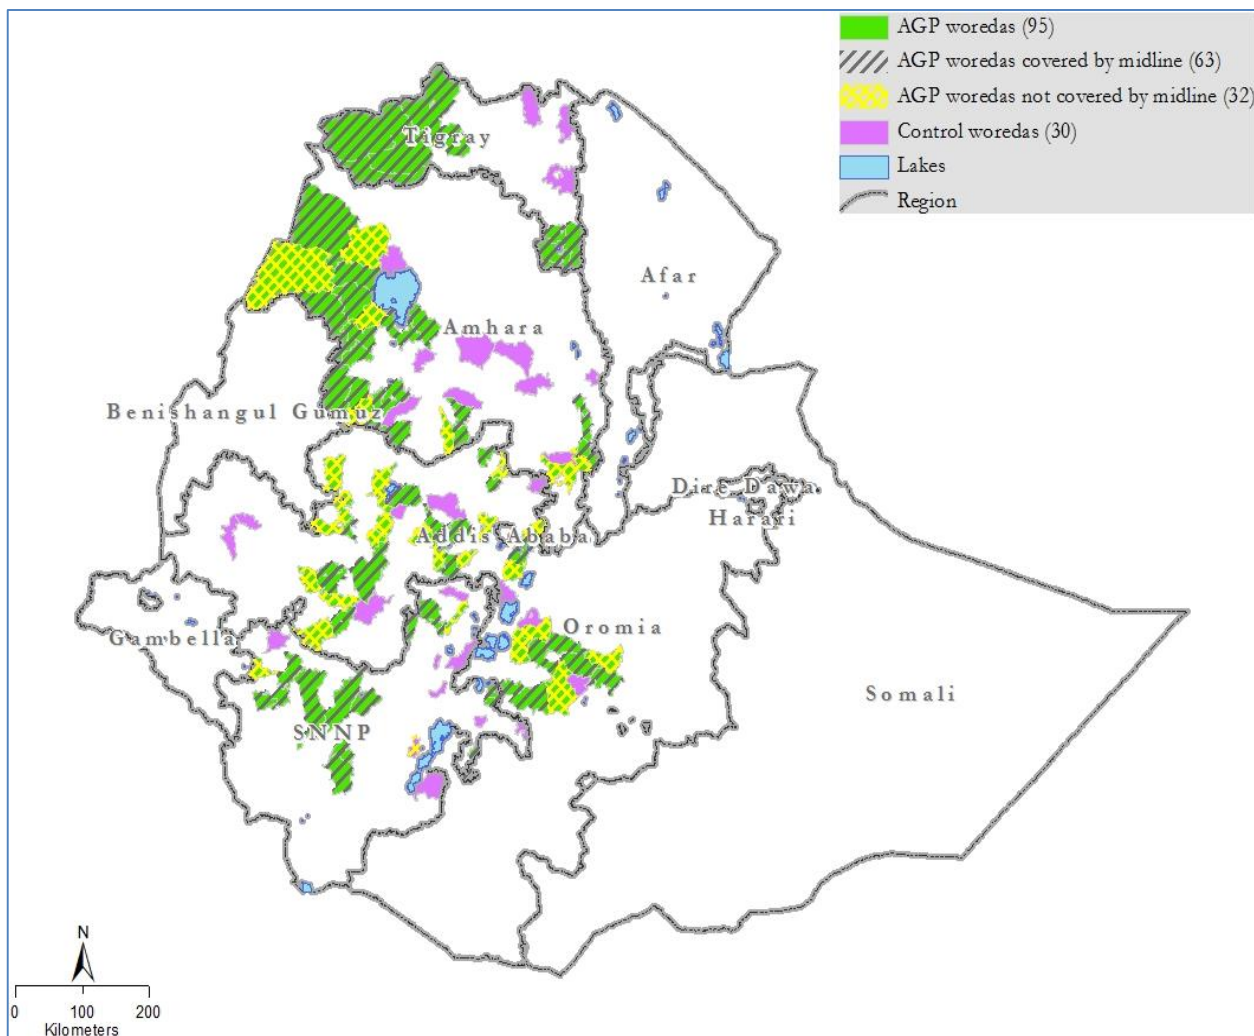 AGP woredas (95)
AGP woredas covered by midline (63)
AGP woredas not covered by midline (32)
Control woredas (30)
Lakes
Region
Tigray
Afar
Amhara
Benishangul Gumuz
Dire Dawa
Harari
Addis Ababa
Gambella
Oromia
Somali
SNNP
N
0 100 200
Kilometers